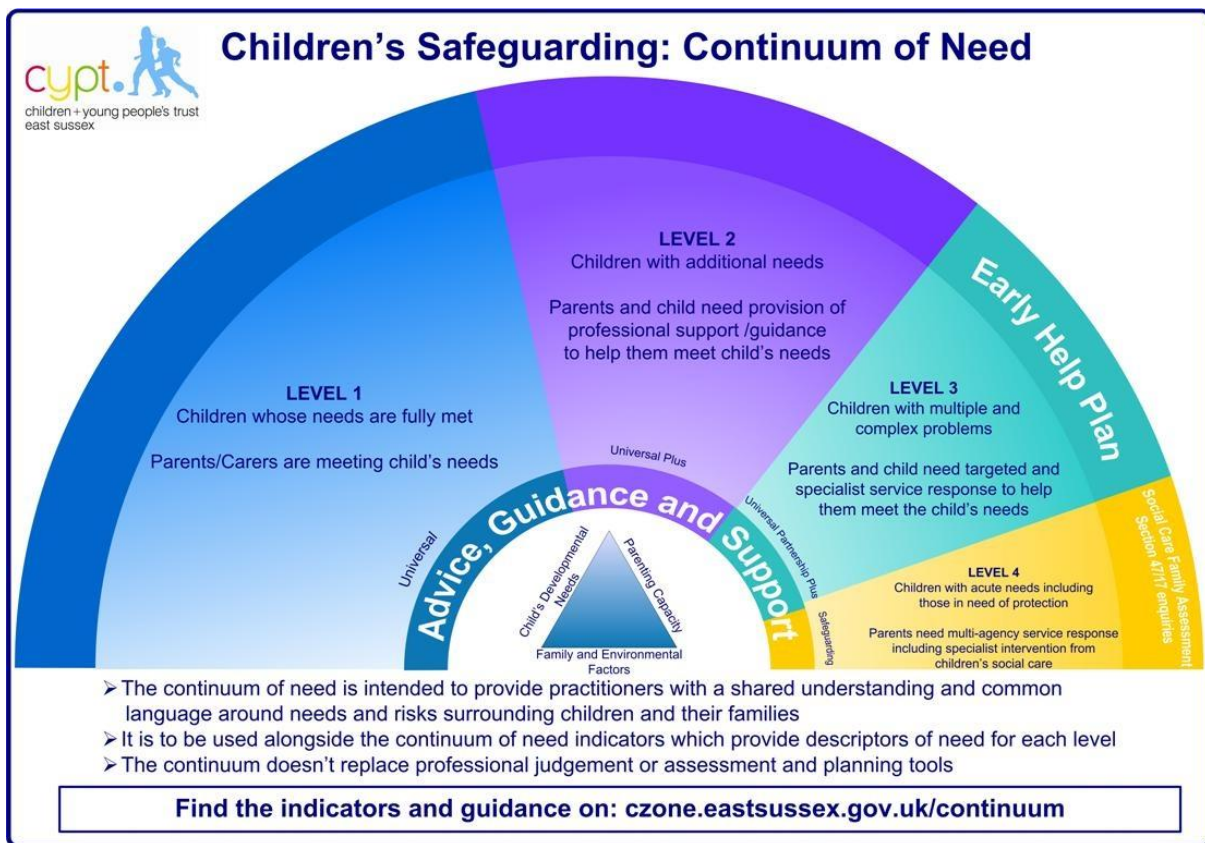 Children's Safeguarding: Continuum of Need
cypt.
children+young people's trust
east sussex
LEVEL 1
Children whose needs are fully met
Parents/Carers are meeting child's needs
LEVEL 2
Children with additional needs
Parents and child need provision of
professional support /guidance
to help them meet child's needs
LEVEL 3
Children with multiple and
complex problems
Parents and child need targeted and
specialist service response to help
them meet the child's needs
Early Help Plan
LEVEL 4
Children with acute needs including
those in need of protection
Parents need multi-agency service response
including specialist intervention from
children's social care
Social Care Family Assessment
Section 47/17 enquiries
Universal
Universal Plus
Universal Partnership Plus
Safeguarding
Advice, Guidance and Support
Child's Developmental
Needs
Parenting Capacity
Family and Environmental
Factors
➢ The continuum of need is intended to provide practitioners with a shared understanding and common
language around needs and risks surrounding children and their families
➢ It is to be used alongside the continuum of need indicators which provide descriptors of need for each level
➢ The continuum doesn't replace professional judgement or assessment and planning tools
Find the indicators and guidance on: czone.eastsussex.gov.uk/continuum